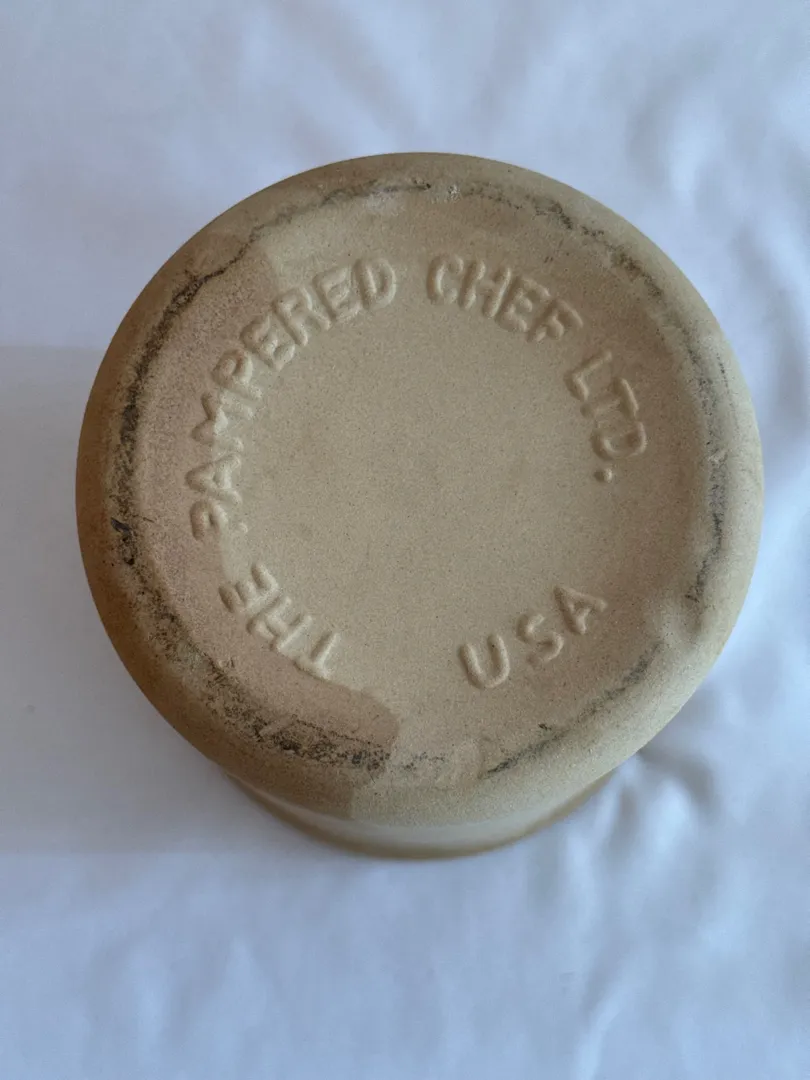 THE PAMPERED CHEF LTD.
USA